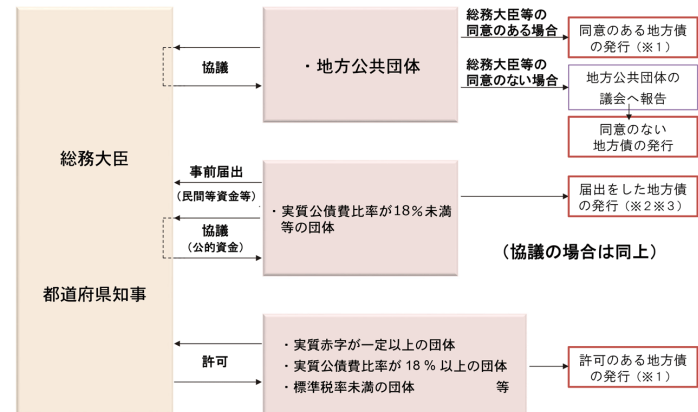 総務大臣
都道府県知事
協議
・地方公共団体
総務大臣等の
同意のある場合
同意のある地方債
の発行（※1）
総務大臣等の
同意のない場合
地方公共団体の
議会へ報告
同意のない
地方債の発行
事前届出
（民間等資金等）
協議
（公的資金）
・実質公債費比率が18%未満
等の団体
届出をした地方債
の発行（※2※3）
（協議の場合は同上）
許可
・実質赤字が一定以上の団体
・実質公債費比率が 18 % 以上の団体
・標準税率未満の団体 等
許可のある地方債
の発行（※1）